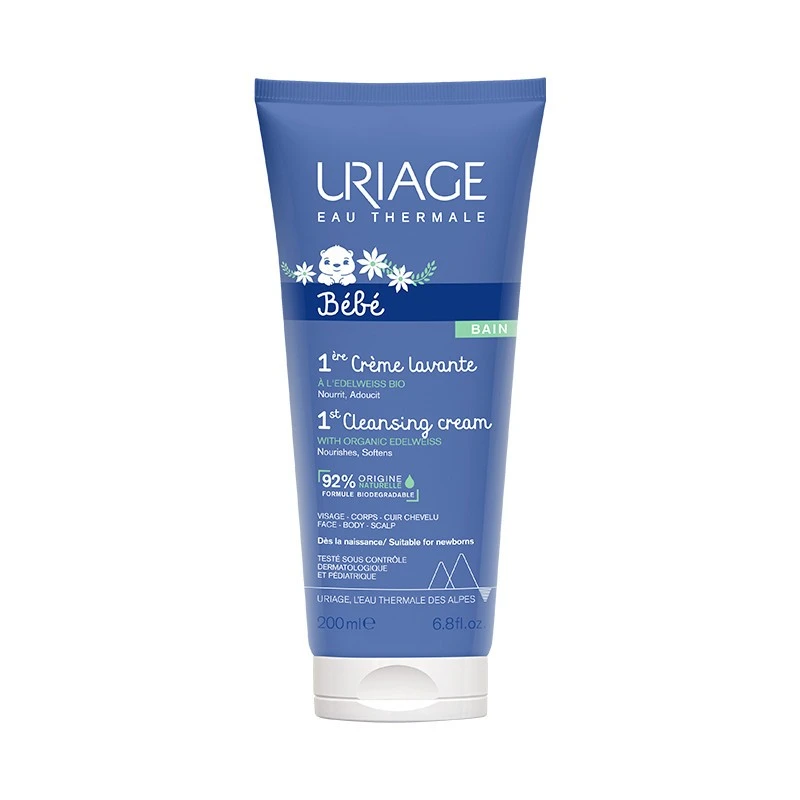 URIAGE
EAU THERMALE
Bébé
BAIN
1ère Crème lavante
À L'EDELWEISS BIO
Nourrit, Adoucit
1st Cleansing cream
WITH ORGANIC EDELWEISS
Nourishes, Softens
92% ORIGINE
NATURELLE
FORMULE BIODEGRADABLE
VISAGE - CORPS - CUIR CHEVELU
FACE - BODY - SCALP
Dès la naissance/ Suitable for newborns
TESTÉ SOUS CONTRÔLE
DERMATOLOGIQUE
ET PÉDIATRIQUE
URIAGE, L'EAU THERMALE DES ALPES
200ml℮ 6.8fl.oz.